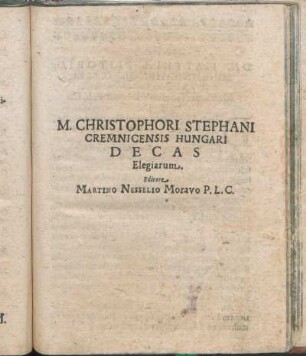 M. CHRISTOPHORI STEPHANI
CREMNICENSIS HUNGARI
DECAS
Elegiarum.
Editore
MARTINO NESSELIO Moravo P. L. C.